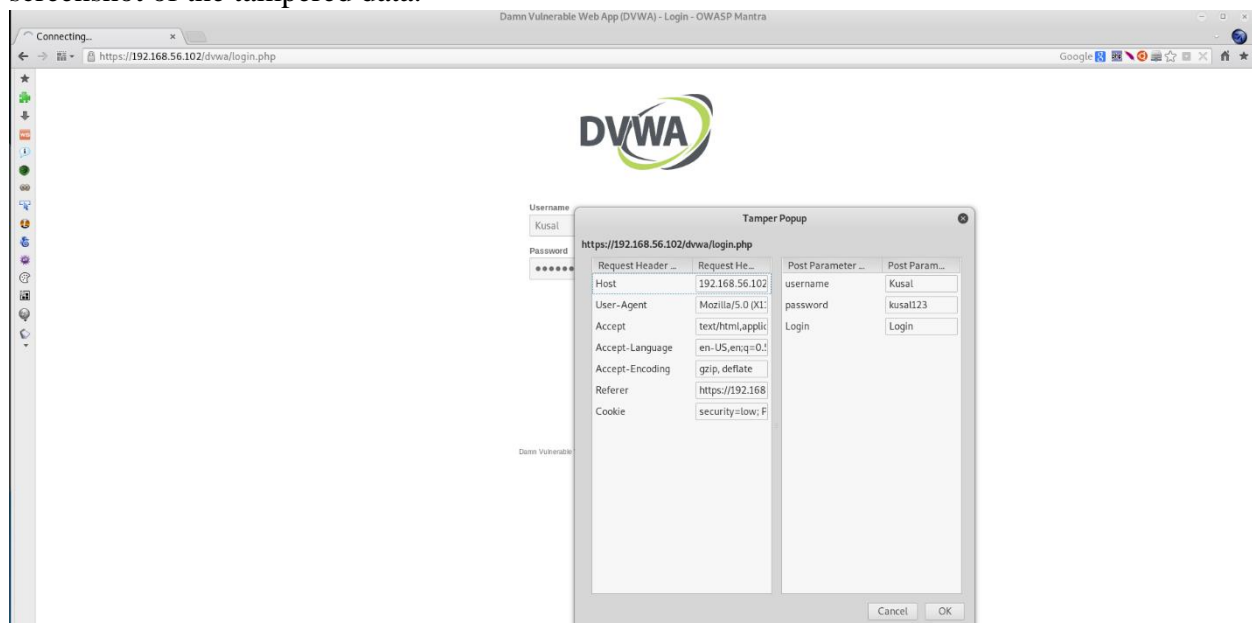 screenshot of the tampered data.
Damn Vulnerable Web App (DVWA) - Login - OWASP Mantra
Connecting...
https://192.168.56.102/dvwa/login.php
Google
DVWA
Username
Kusal
Password
Damn Vulnerable
Tamper Popup
https://192.168.56.102/dvwa/login.php
Request Header ... Request He... Post Parameter ... Post Param...
Host 192.168.56.102 username Kusal
User-Agent Mozilla/5.0 (X1 password kusal123
Accept text/html,applic Login Login
Accept-Language en-US,en;q=0.5
Accept-Encoding gzip, deflate
Referer https://192.168
Cookie security=low; P
Cancel OK